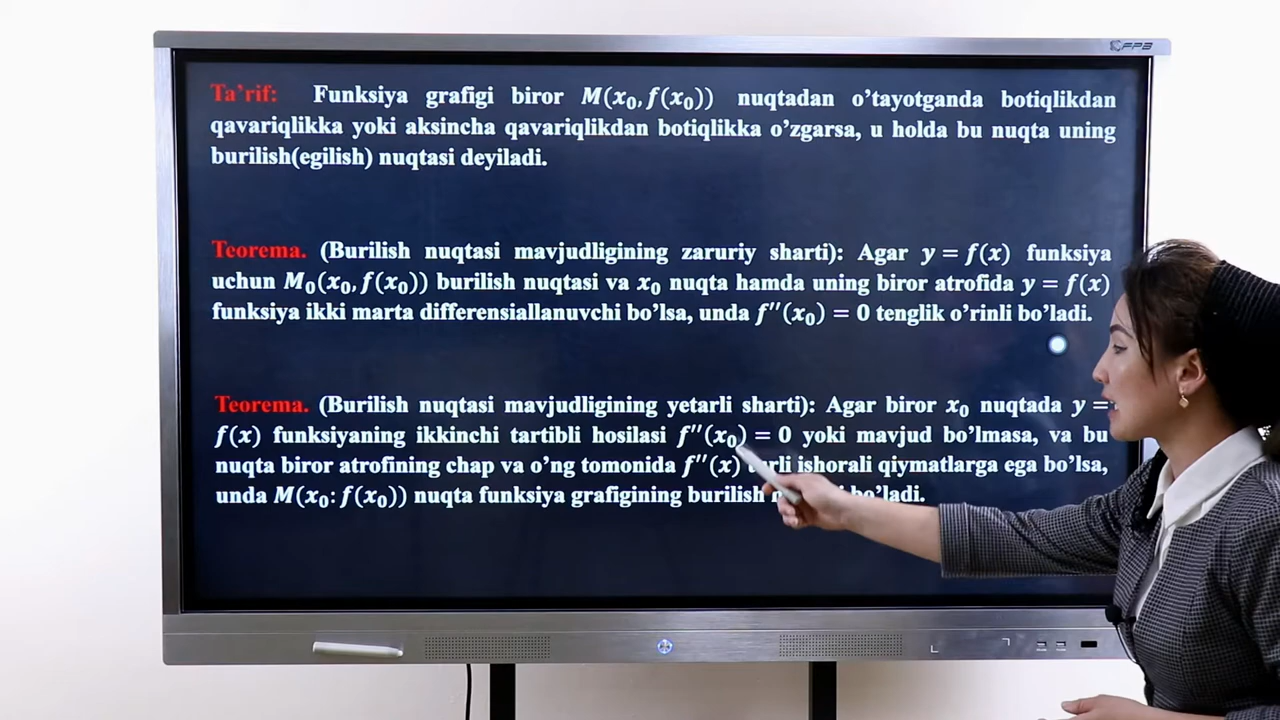 FPB
Ta’rif: Funksiya grafigi biror M(x₀, f(x₀)) nuqtadan o’tayotganda botiqlikdan
qavariqlikka yoki aksincha qavariqlikdan botiqlikka o’zgarsa, u holda bu nuqta uning
burilish(egilish) nuqtasi deyiladi.
Teorema. (Burilish nuqtasi mavjudligining zaruriy sharti): Agar y = f(x) funksiya
uchun M₀(x₀, f(x₀)) burilish nuqtasi va x₀ nuqta hamda uning biror atrofida y = f(x)
funksiya ikki marta differensiallanuvchi bo’lsa, unda f′′(x₀) = 0 tenglik o’rinli bo’ladi.
Teorema. (Burilish nuqtasi mavjudligining yetarli sharti): Agar biror x₀ nuqtada y =
f(x) funksiyaning ikkinchi tartibli hosilasi f′′(x₀) = 0 yoki mavjud bo’lmasa, va bu
nuqta biror atrofining chap va o’ng tomonida f′′(x) ishorali qiymatlarga ega bo’lsa,
unda M(x₀: f(x₀)) nuqta funksiya grafigining burilish bo’ladi.